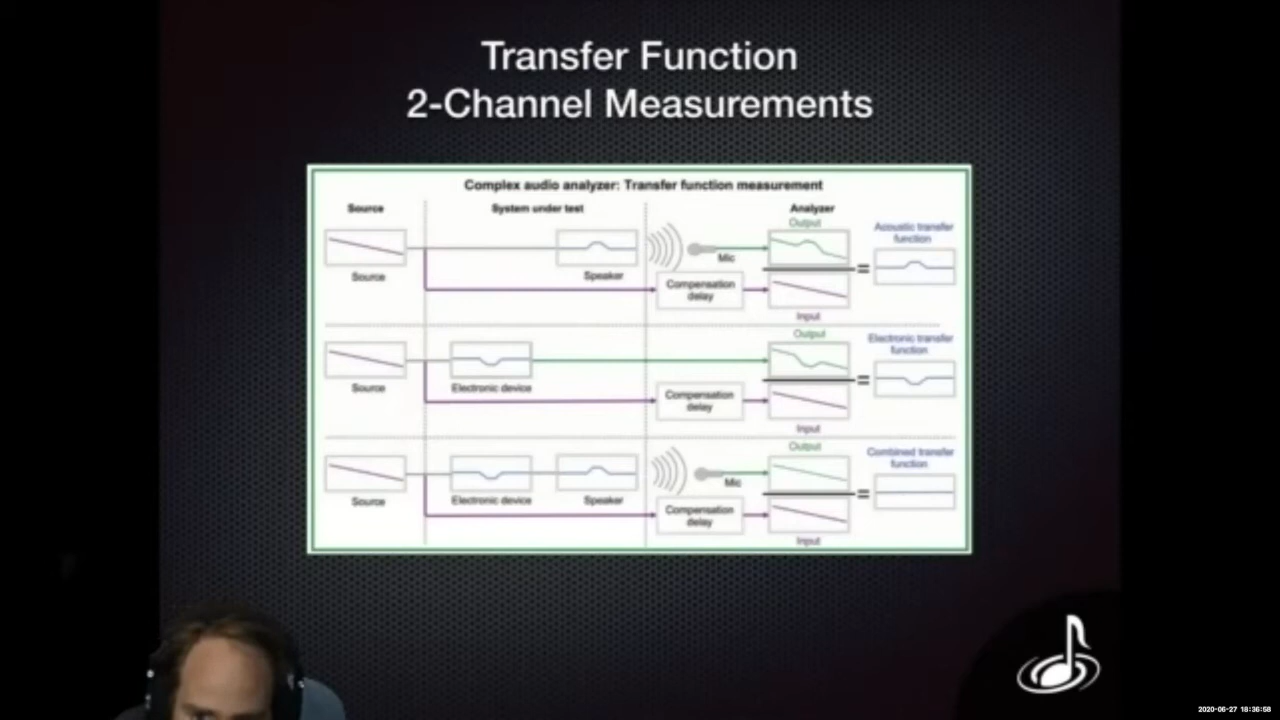 Transfer Function
2-Channel Measurements
Complex audio analyzer: Transfer function measurement
Source
System under test
Analyzer
Output
Acoustic transfer
function
Mic
Source
Speaker
Compensation
delay
=
Input
Output
Electronic transfer
function
Source
Electronic device
Compensation
delay
=
Input
Output
Combined transfer
function
Mic
Source
Electronic device
Speaker
Compensation
delay
=
Input
2020-06-27 18:36:58